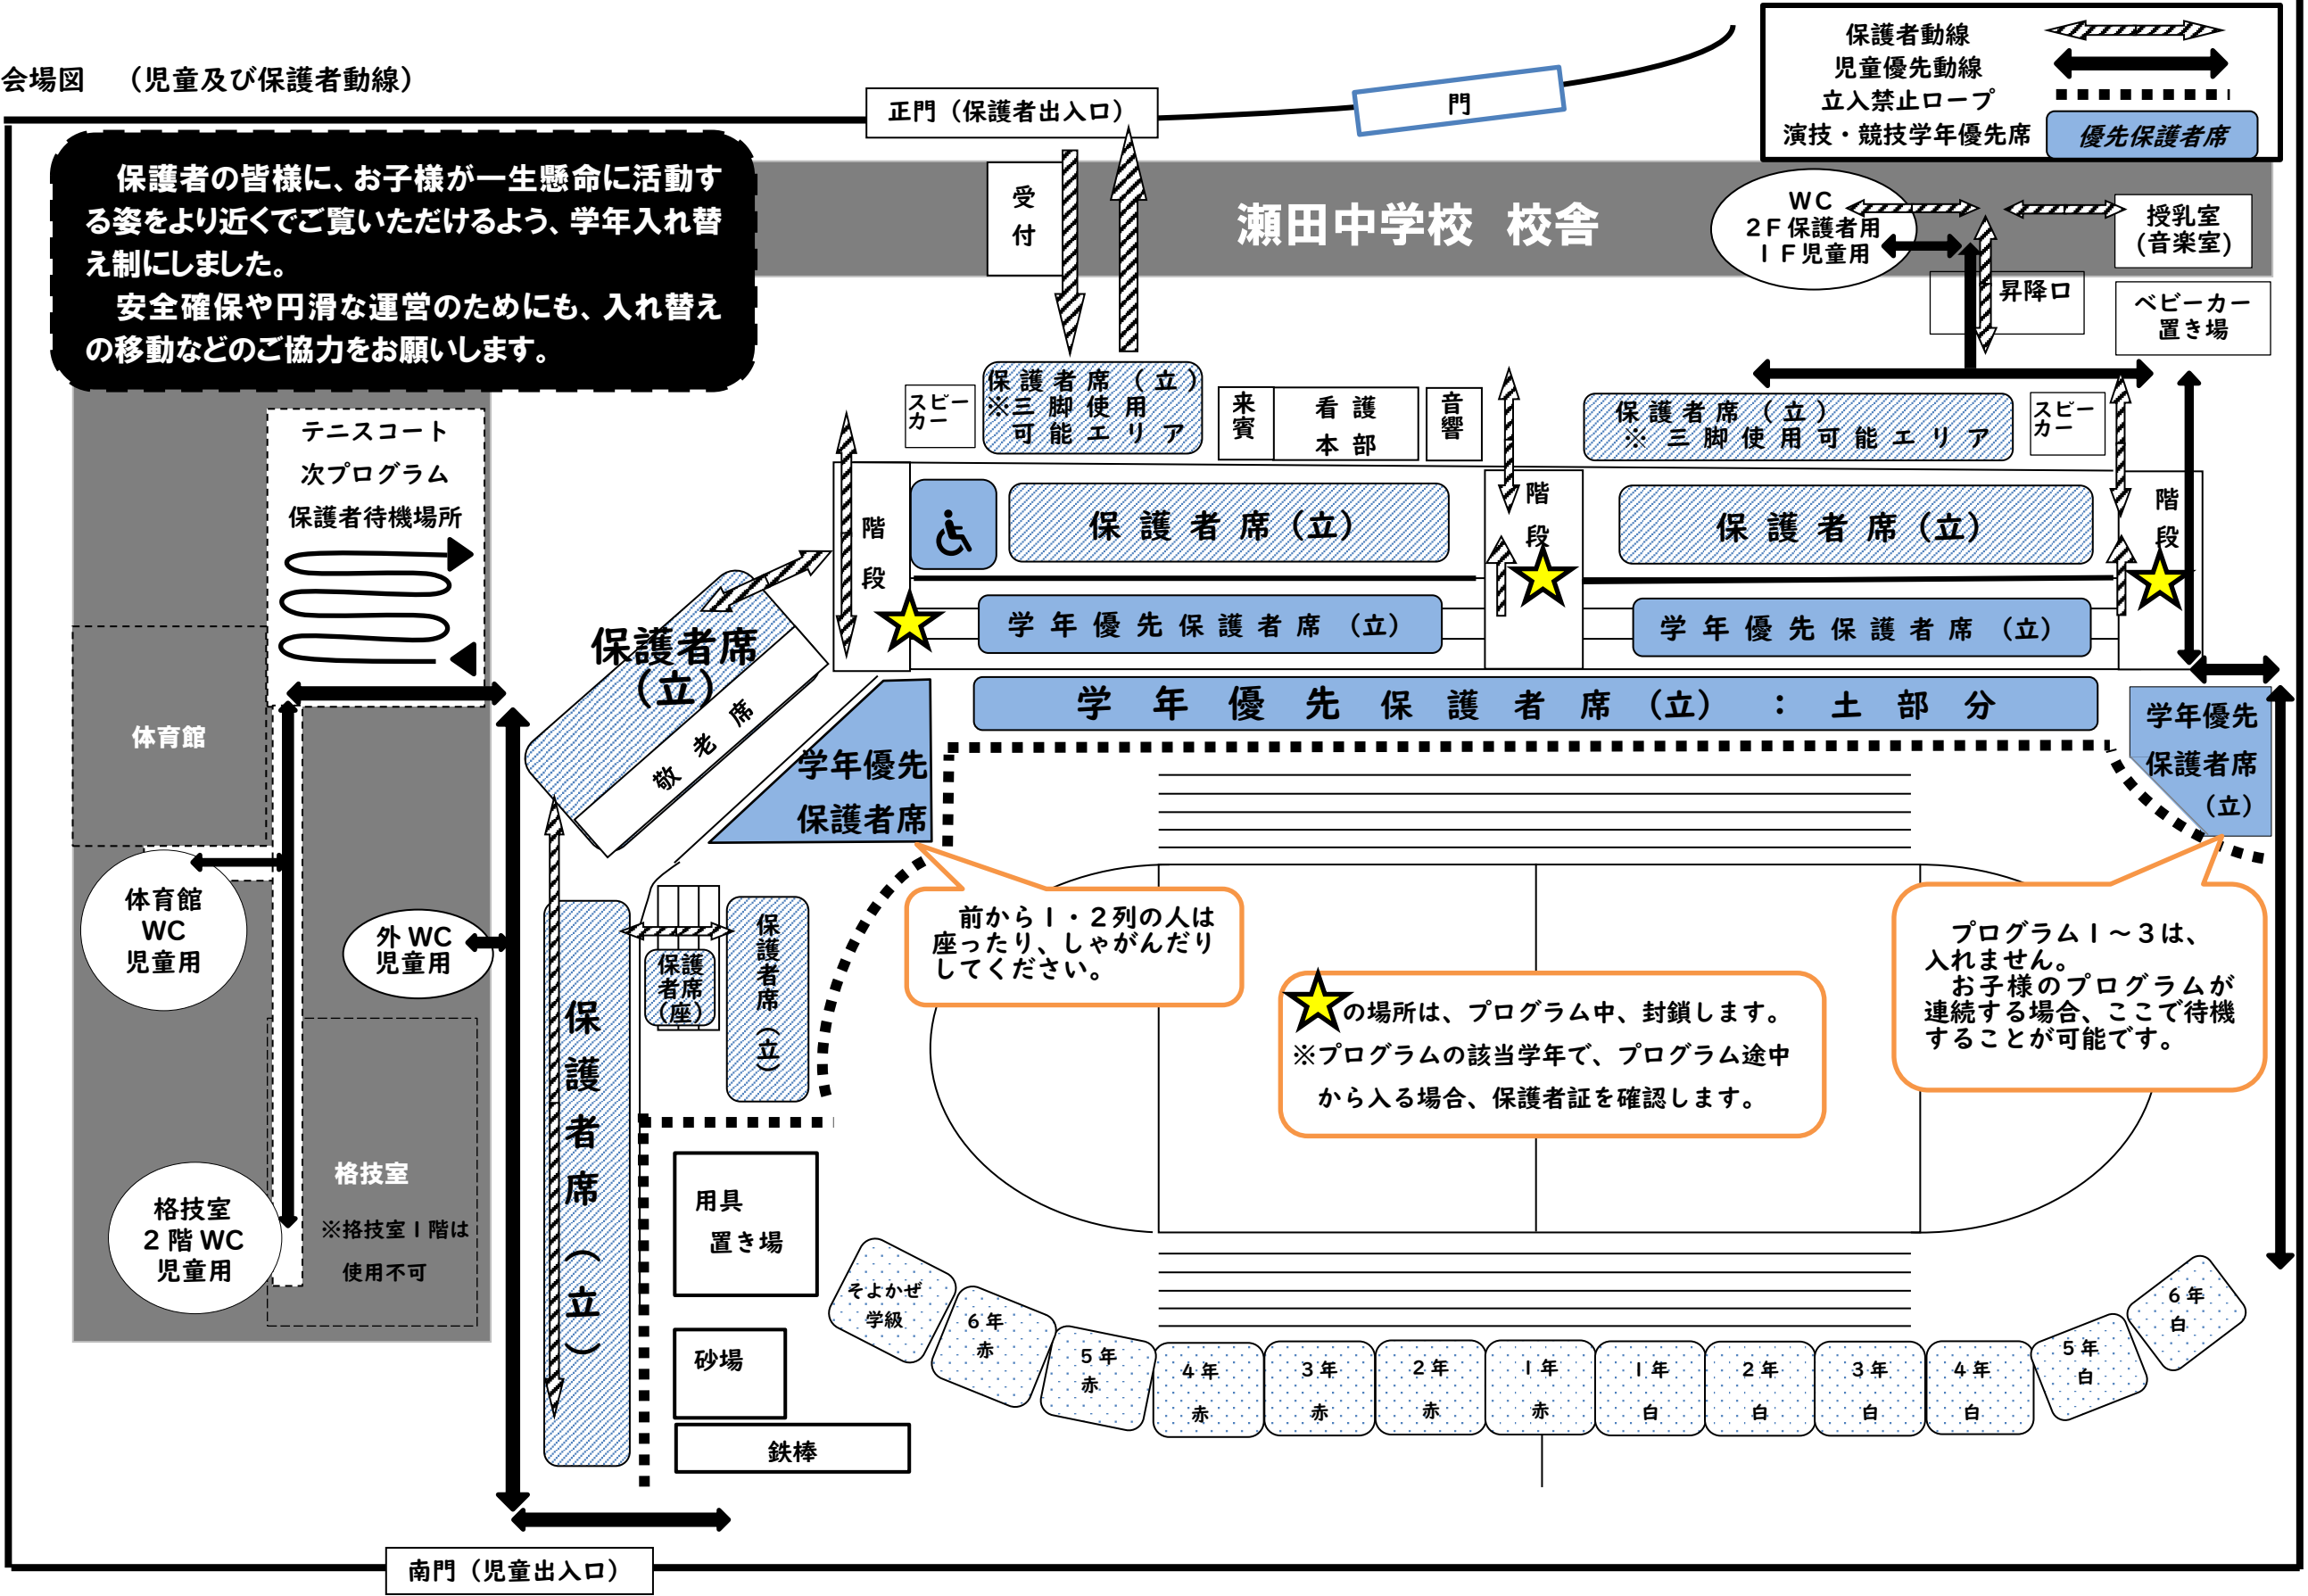 会場図　（児童及び保護者動線）
正門（保護者出入口）
門
保護者動線
児童優先動線
立入禁止ロープ
演技・競技学年優先席
優先保護者席
保護者の皆様に、お子様が一生懸命に活動す
る姿をより近くでご覧いただけるよう、学年入れ替
え制にしました。
安全確保や円滑な運営のためにも、入れ替え
の移動などのご協力をお願いします。
受
付
瀬田中学校　校舎
ＷＣ
２Ｆ保護者用
１Ｆ児童用
授乳室
（音楽室）
昇降口
ベビーカー
置き場
スピー
カー
保護者席（立）
※三脚使用
可能エリア
来
賓
看護
本部
音
響
保護者席（立）
※三脚使用可能エリア
スピー
カー
テニスコート
次プログラム
保護者待機場所
階
段
保護者席（立）
階
段
保護者席（立）
階
段
学年優先保護者席（立）
学年優先保護者席（立）
保護者席
（立）
敬老席
学年優先保護者席（立）：土部分
学年優先
保護者席
学年優先
保護者席
（立）
体育館
体育館
WC
児童用
外WC
児童用
保護者席（立）
保護
者席
（座）
保護者席（立）
前から１・２列の人は
座ったり、しゃがんだり
してください。
の場所は、プログラム中、封鎖します。
※プログラムの該当学年で、プログラム途中
から入る場合、保護者証を確認します。
プログラム１～３は、
入れません。
お子様のプログラムが
連続する場合、ここで待機
することが可能です。
格技室
※格技室１階は
使用不可
格技室
２階WC
児童用
用具
置き場
砂場
鉄棒
そよかぜ
学級
６年
赤
５年
赤
４年
赤
３年
赤
２年
赤
１年
赤
１年
白
２年
白
３年
白
４年
白
５年
白
６年
白
南門（児童出入口）